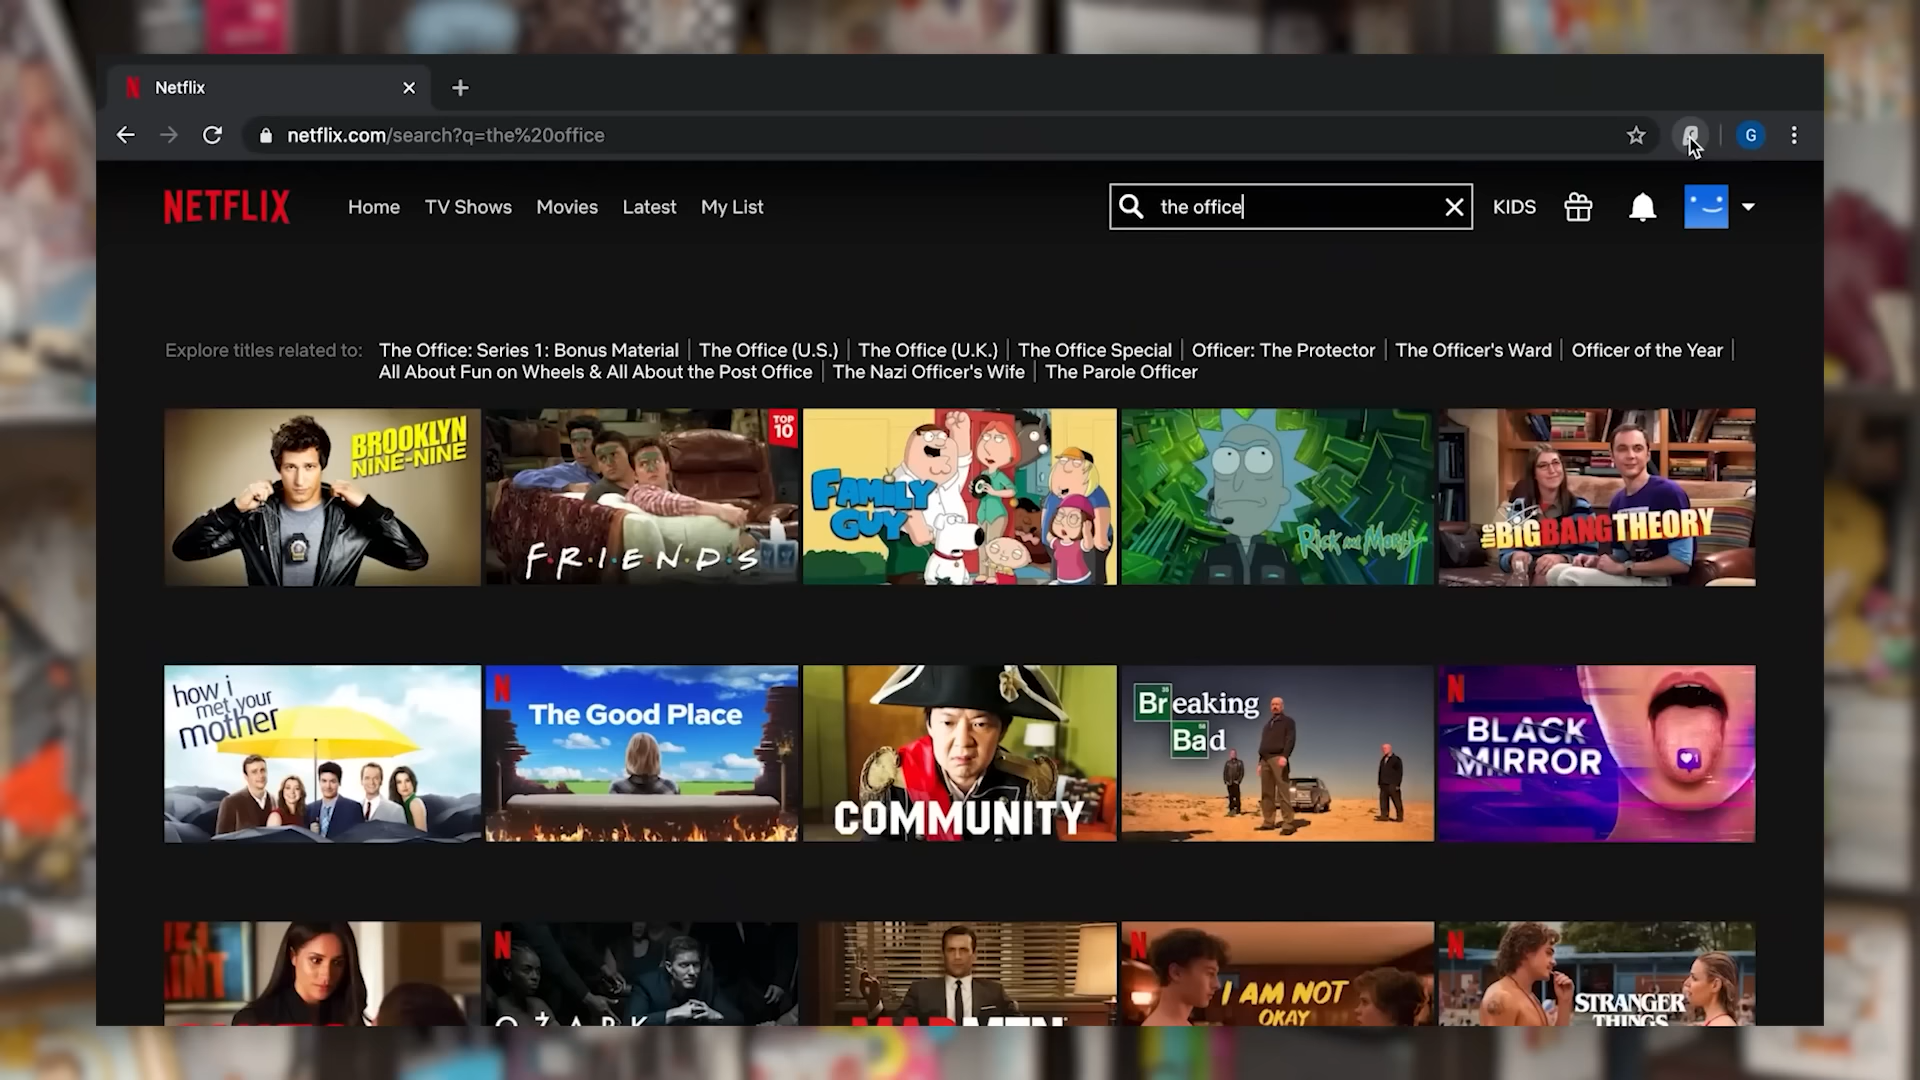 Netflix
netflix.com/search?q=the%20office
G
NETFLIX Home TV Shows Movies Latest My List
the office
KIDS
Explore titles related to: The Office: Series 1: Bonus Material | The Office (U.S.) | The Office (U.K.) | The Office Special | Officer: The Protector | The Officer's Ward | Officer of the Year |
All About Fun on Wheels & All About the Post Office | The Nazi Officer's Wife | The Parole Officer
BROOKLYN
NINE-NINE
TOP
10
F·R·I·E·N·D·S
FAMILY
GUY
Rick and Morty
the BIG BANG THEORY
how i
met your
mother
N
The Good Place
COMMUNITY
Breaking
Bad
N
BLACK
MIRROR
N
OZARK
MAD MEN
N
I AM NOT
OKAY
N
STRANGER
THINGS